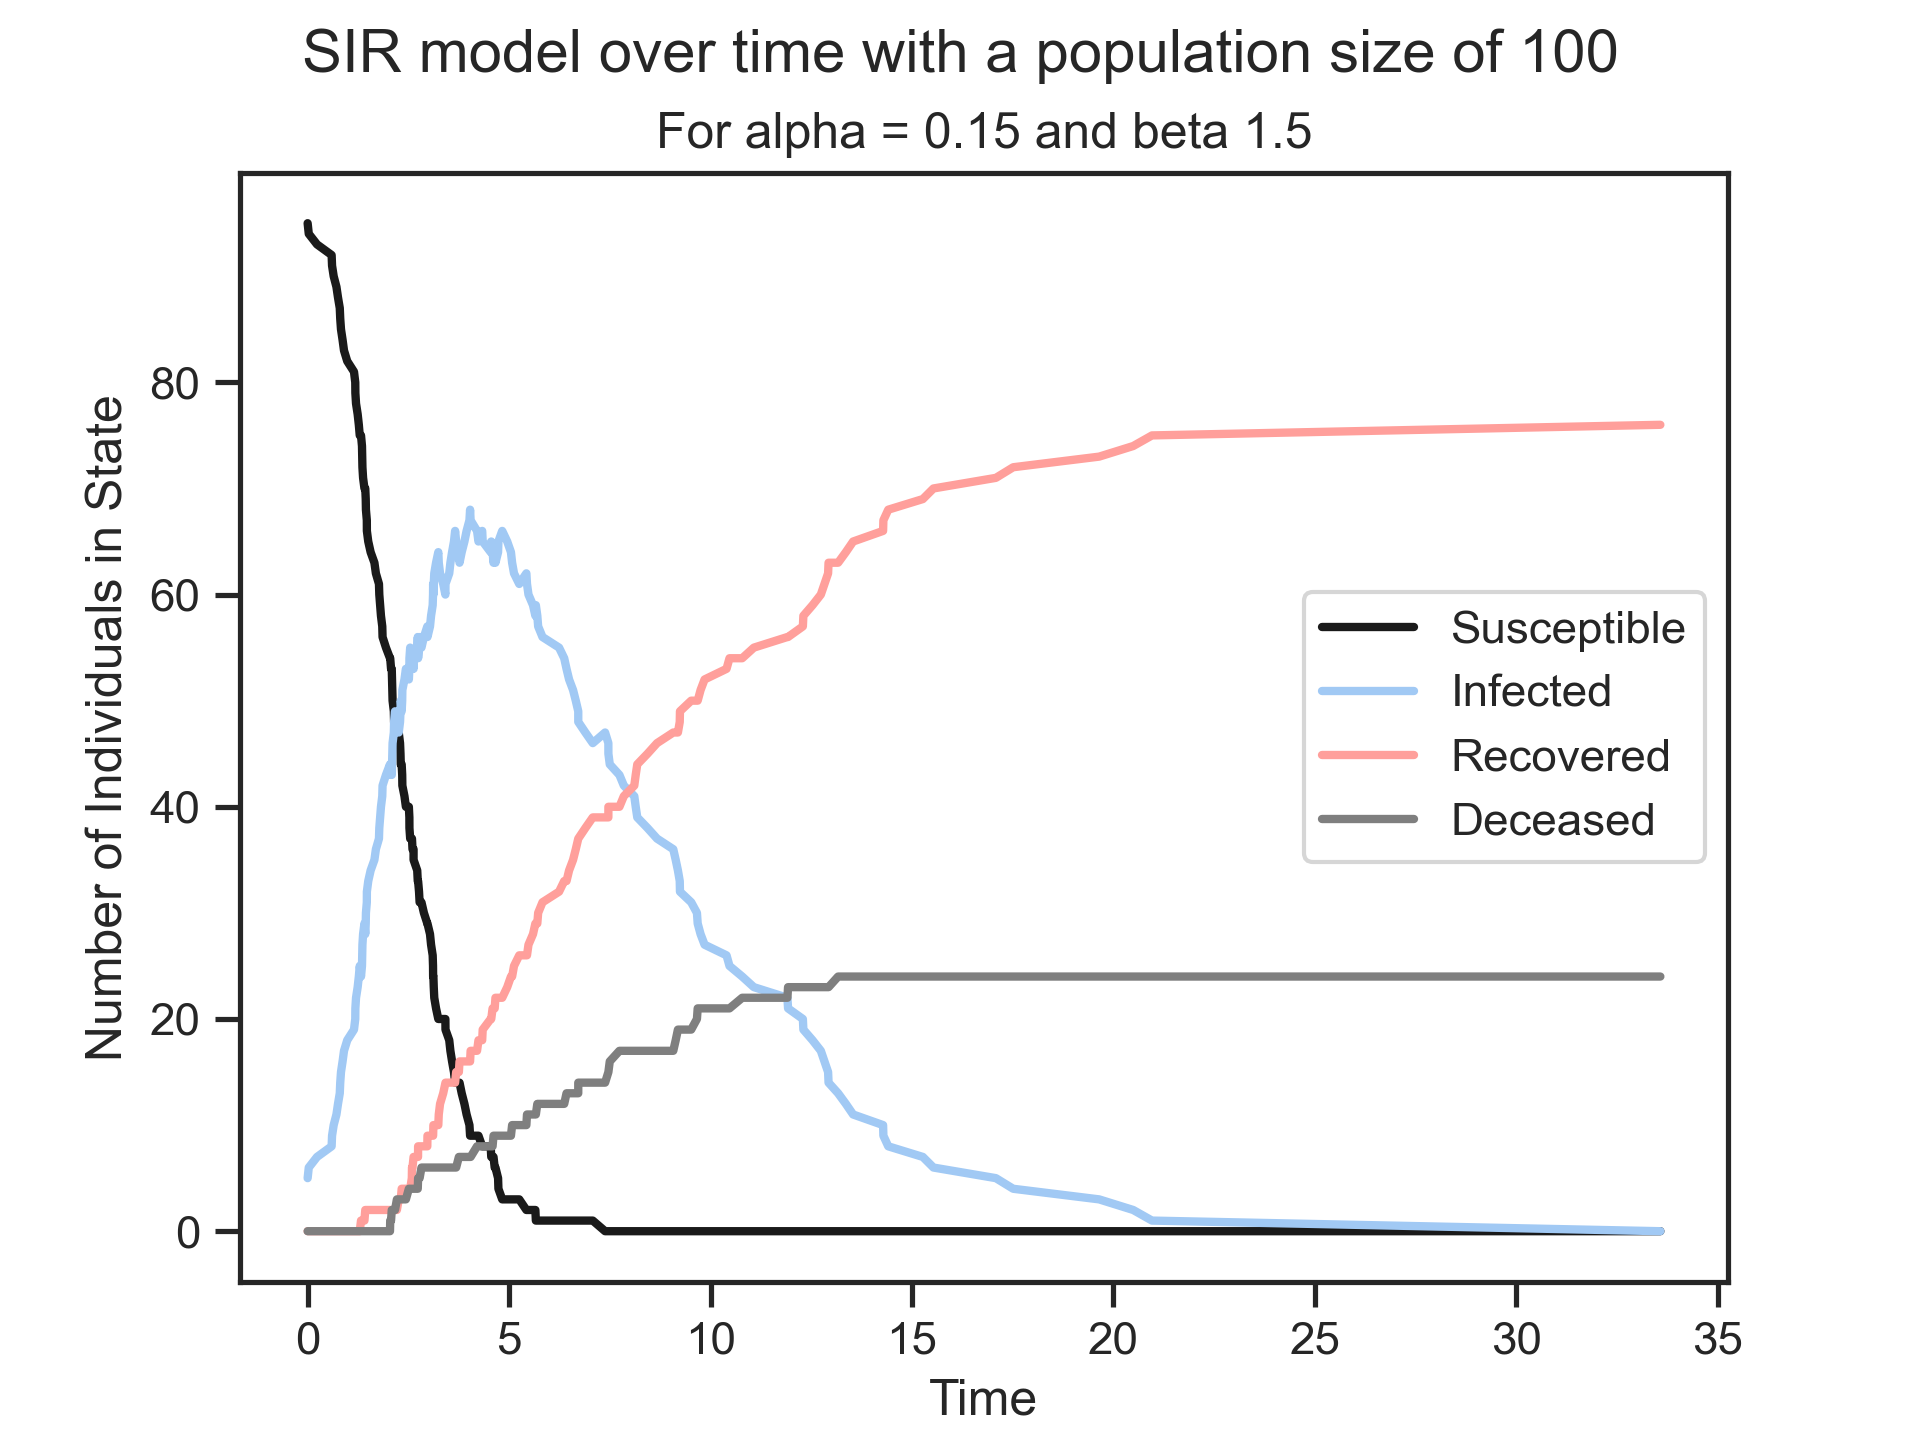 SIR model over time with a population size of 100
For alpha = 0.15 and beta 1.5
Number of Individuals in State
80
60
40
20
0
Susceptible
Infected
Recovered
Deceased
0 5 10 15 20 25 30 35
Time